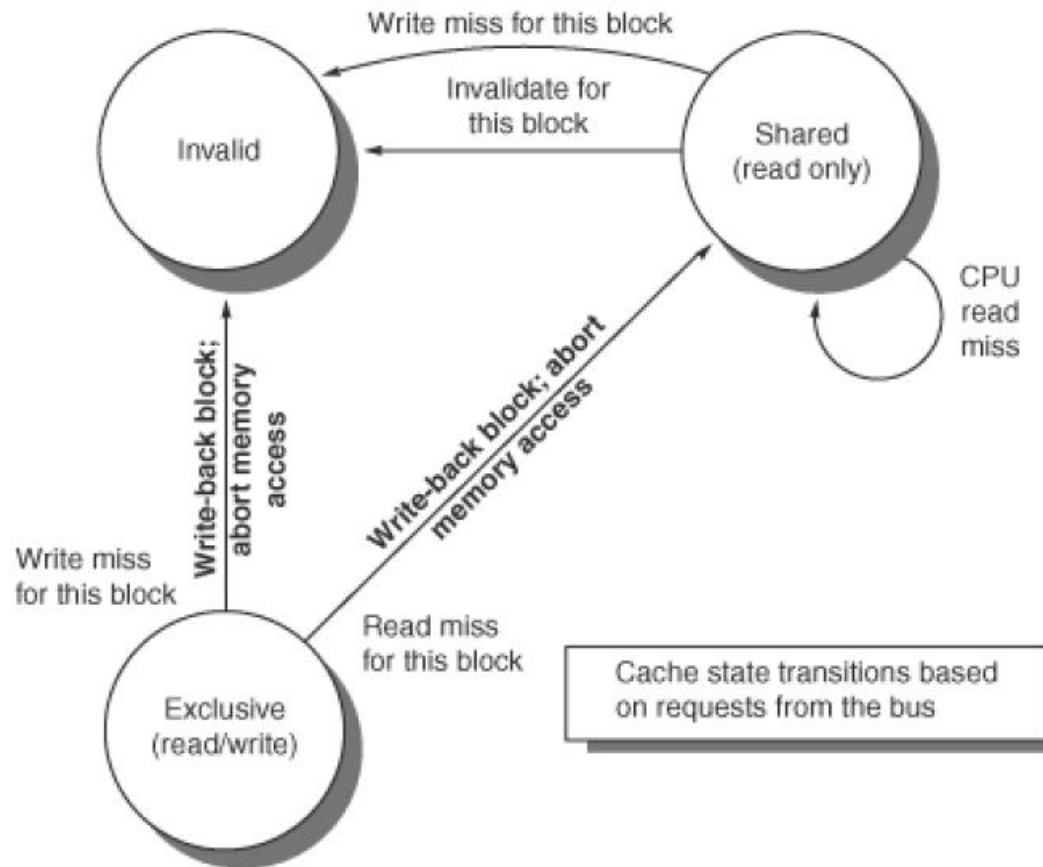 Write miss for this block
Invalidate for
this block
Invalid
Shared
(read only)
CPU
read
miss
Write-back block;
abort memory
access
Write-back block; abort
memory access
Write miss
for this block
Read miss
for this block
Exclusive
(read/write)
Cache state transitions based
on requests from the bus